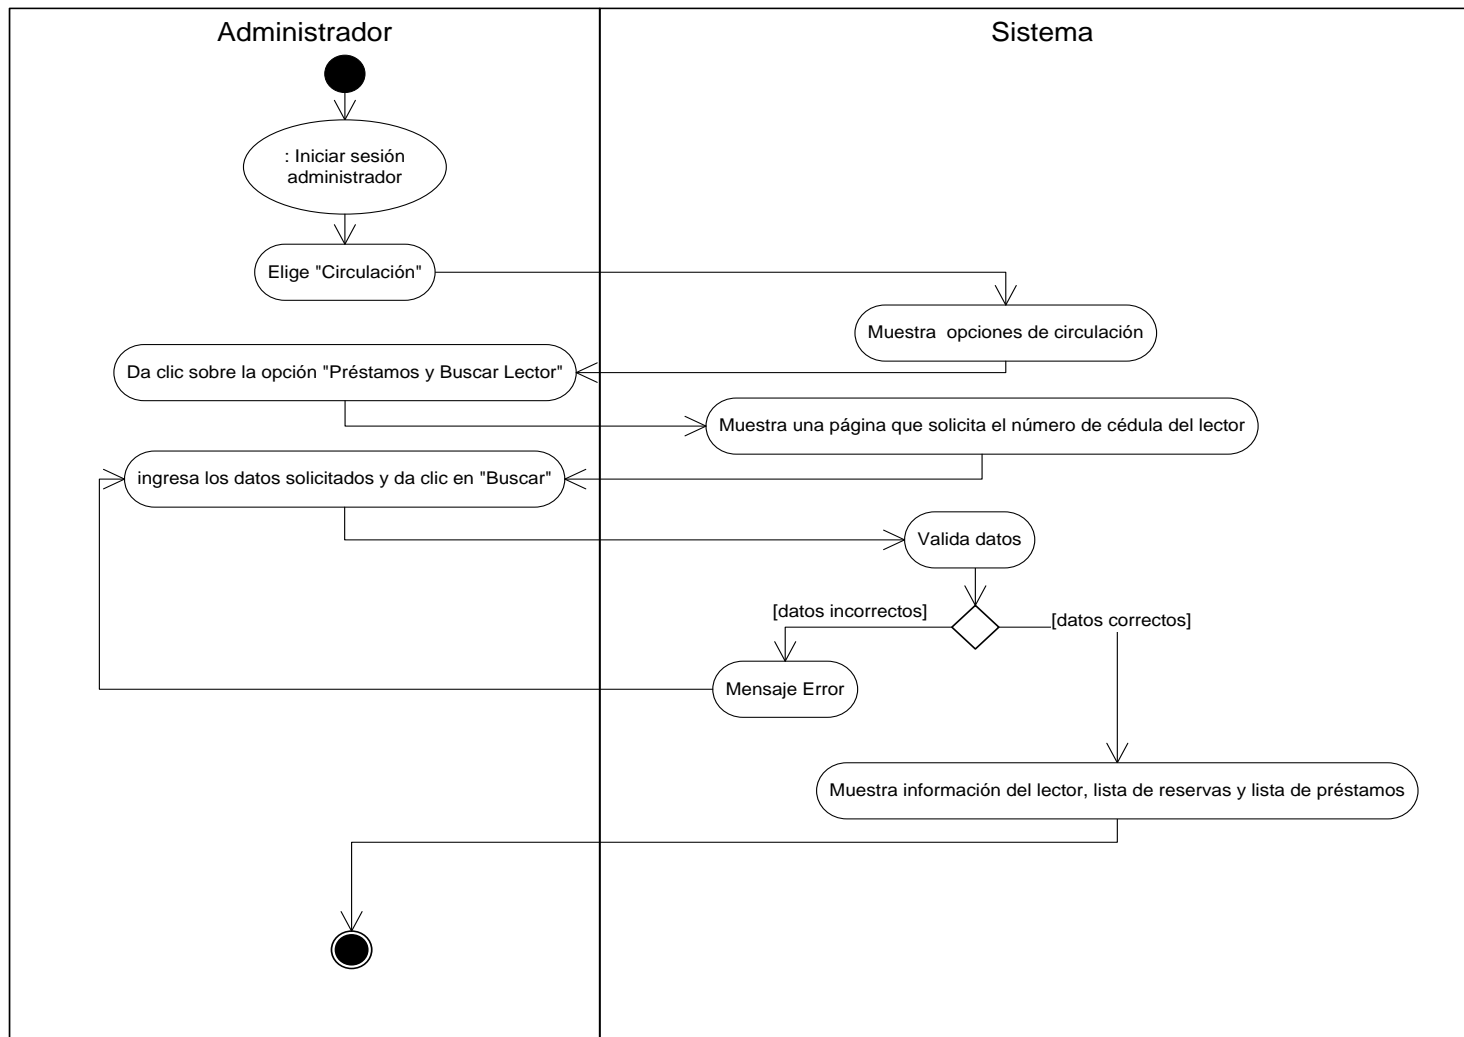 Administrador
Sistema
: Iniciar sesión
administrador
Elige "Circulación"
Muestra  opciones de circulación
Da clic sobre la opción "Préstamos y Buscar Lector"
Muestra una página que solicita el número de cédula del lector
ingresa los datos solicitados y da clic en "Buscar"
Valida datos
[datos incorrectos]
[datos correctos]
Mensaje Error
Muestra información del lector, lista de reservas y lista de préstamos